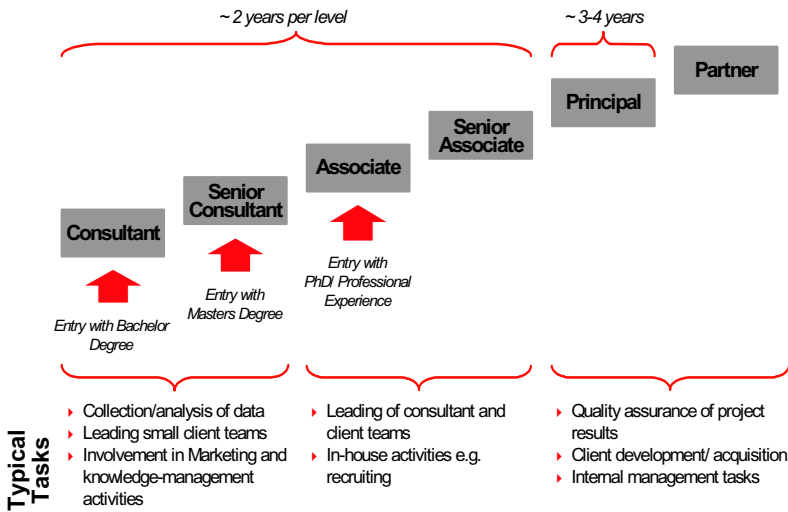 ~ 2 years per level
~ 3-4 years
Partner
Principal
Senior
Associate
Associate
Senior
Consultant
Consultant
Entry with
PhD/ Professional
Experience
Entry with
Masters Degree
Entry with Bachelor
Degree
Typical
Tasks
Collection/analysis of data
Leading small client teams
Involvement in Marketing and
knowledge-management
activities
Leading of consultant and
client teams
In-house activities e.g.
recruiting
Quality assurance of project
results
Client development/ acquisition
Internal management tasks